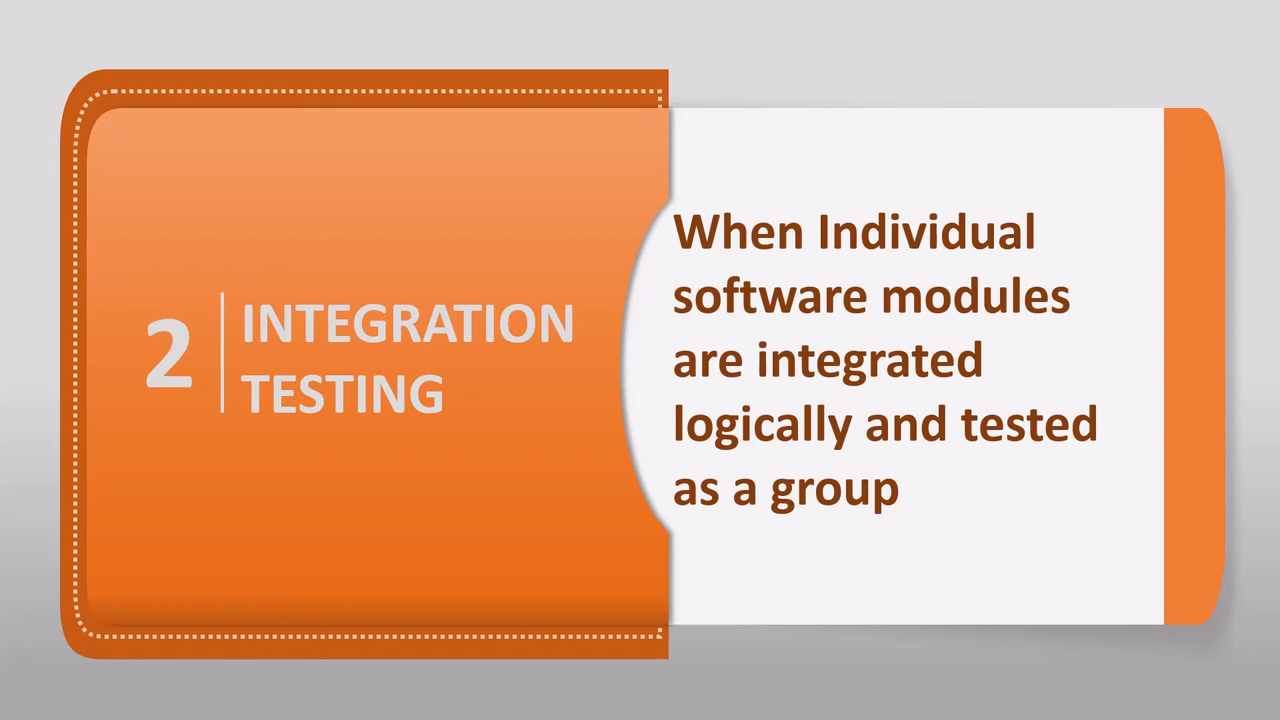 2
INTEGRATION
TESTING
When Individual
software modules
are integrated
logically and tested
as a group